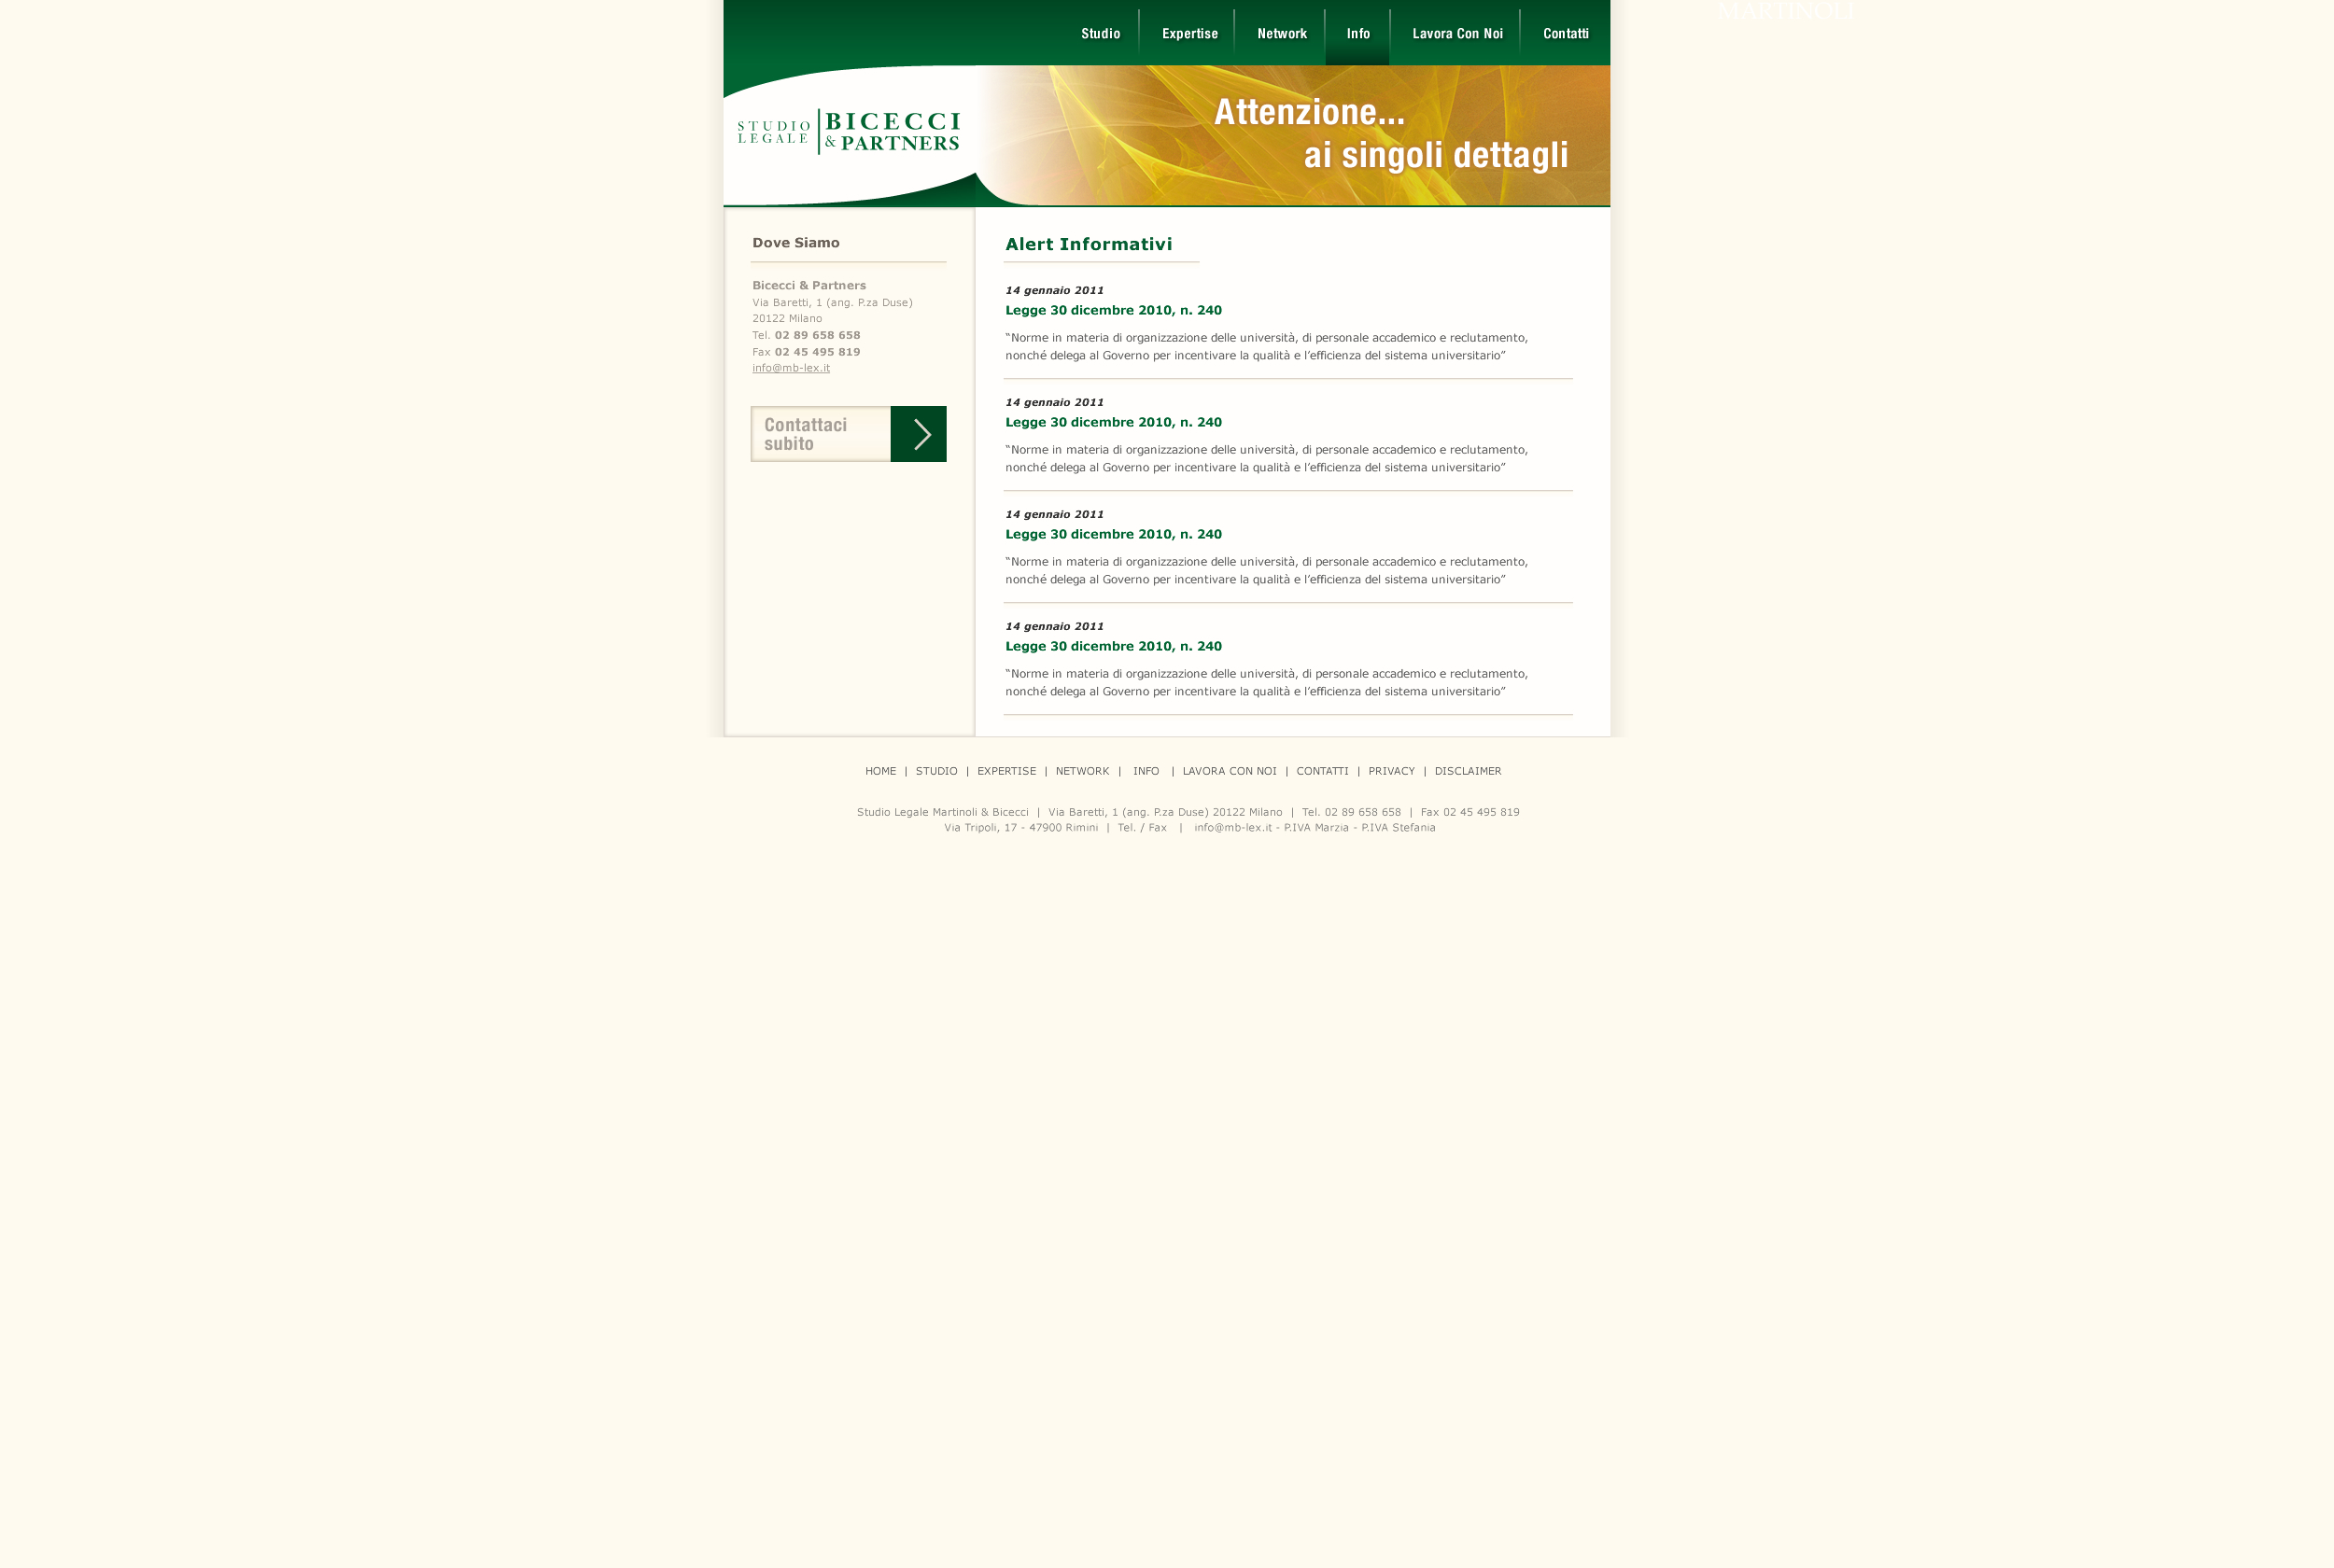 MARTINOLI
Studio Expertise Network Info Lavora Con Noi Contatti
STUDIO LEGALE BICECCI & PARTNERS
Attenzione...
ai singoli dettagli
Dove Siamo
Bicecci & Partners
Via Baretti, 1 (ang. P.za Duse)
20122 Milano
Tel. 02 89 658 658
Fax 02 45 495 819
info@mb-lex.it
Contattaci
subito
Alert Informativi
14 gennaio 2011
Legge 30 dicembre 2010, n. 240
“Norme in materia di organizzazione delle università, di personale accademico e reclutamento,
nonché delega al Governo per incentivare la qualità e l’efficienza del sistema universitario”
14 gennaio 2011
Legge 30 dicembre 2010, n. 240
“Norme in materia di organizzazione delle università, di personale accademico e reclutamento,
nonché delega al Governo per incentivare la qualità e l’efficienza del sistema universitario”
14 gennaio 2011
Legge 30 dicembre 2010, n. 240
“Norme in materia di organizzazione delle università, di personale accademico e reclutamento,
nonché delega al Governo per incentivare la qualità e l’efficienza del sistema universitario”
14 gennaio 2011
Legge 30 dicembre 2010, n. 240
“Norme in materia di organizzazione delle università, di personale accademico e reclutamento,
nonché delega al Governo per incentivare la qualità e l’efficienza del sistema universitario”
HOME | STUDIO | EXPERTISE | NETWORK | INFO | LAVORA CON NOI | CONTATTI | PRIVACY | DISCLAIMER
Studio Legale Martinoli & Bicecci | Via Baretti, 1 (ang. P.za Duse) 20122 Milano | Tel. 02 89 658 658 | Fax 02 45 495 819
Via Tripoli, 17 - 47900 Rimini | Tel. / Fax | info@mb-lex.it - P.IVA Marzia - P.IVA Stefania